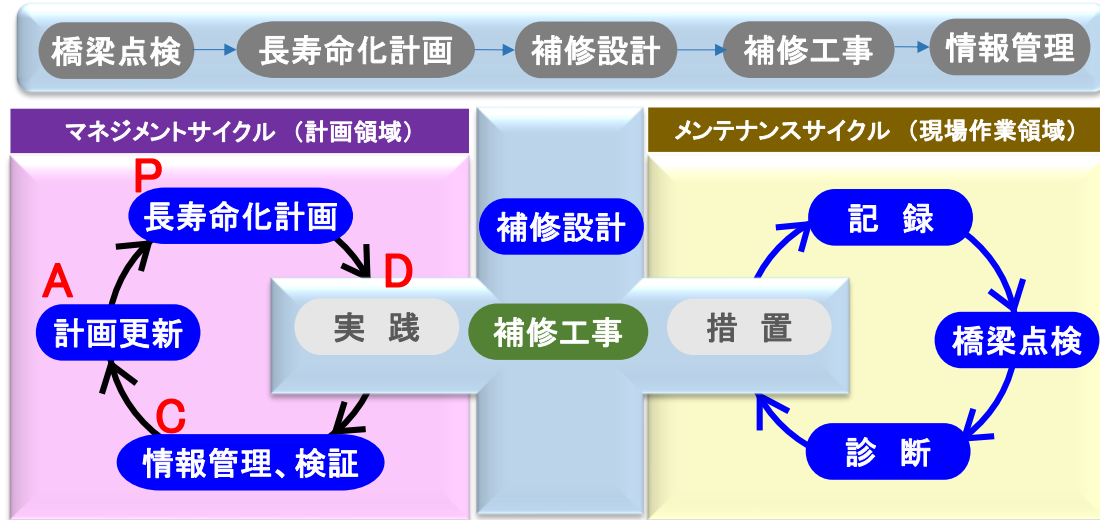 橋梁点検
長寿命化計画
補修設計
補修工事
情報管理
マネジメントサイクル （計画領域）
P
長寿命化計画
D
実 践
C
情報管理、検証
A
計画更新
補修設計
補修工事
メンテナンスサイクル （現場作業領域）
記 録
橋梁点検
診 断
措 置